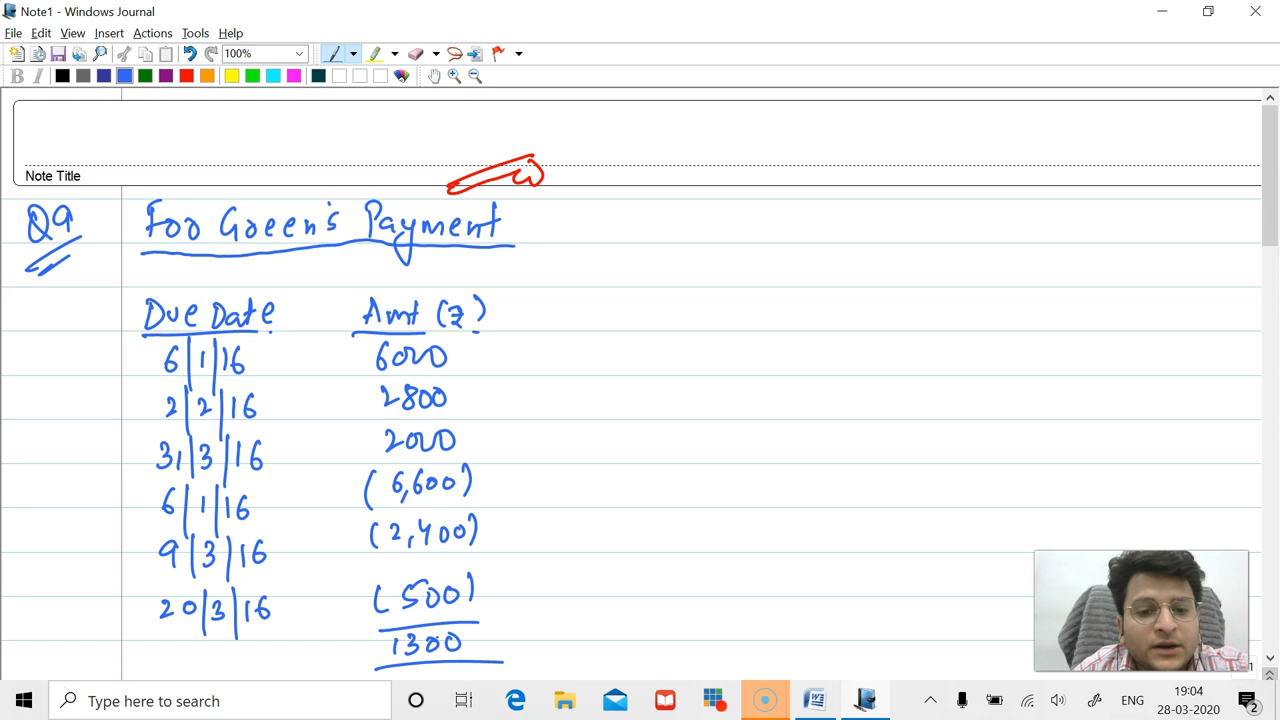 Note1 - Windows Journal
File Edit View Insert Actions Tools Help
100%
B I
Note Title
Q9 For Green's Payment
Due Date Amt (₹)
6|1|16 6000
2|2|16 2800
31|3|16 2000
6|1|16 (6,600)
9|3|16 (2,400)
20|3|16 (500)
1300
1
Type here to search
ENG
19:04
28-03-2020
2